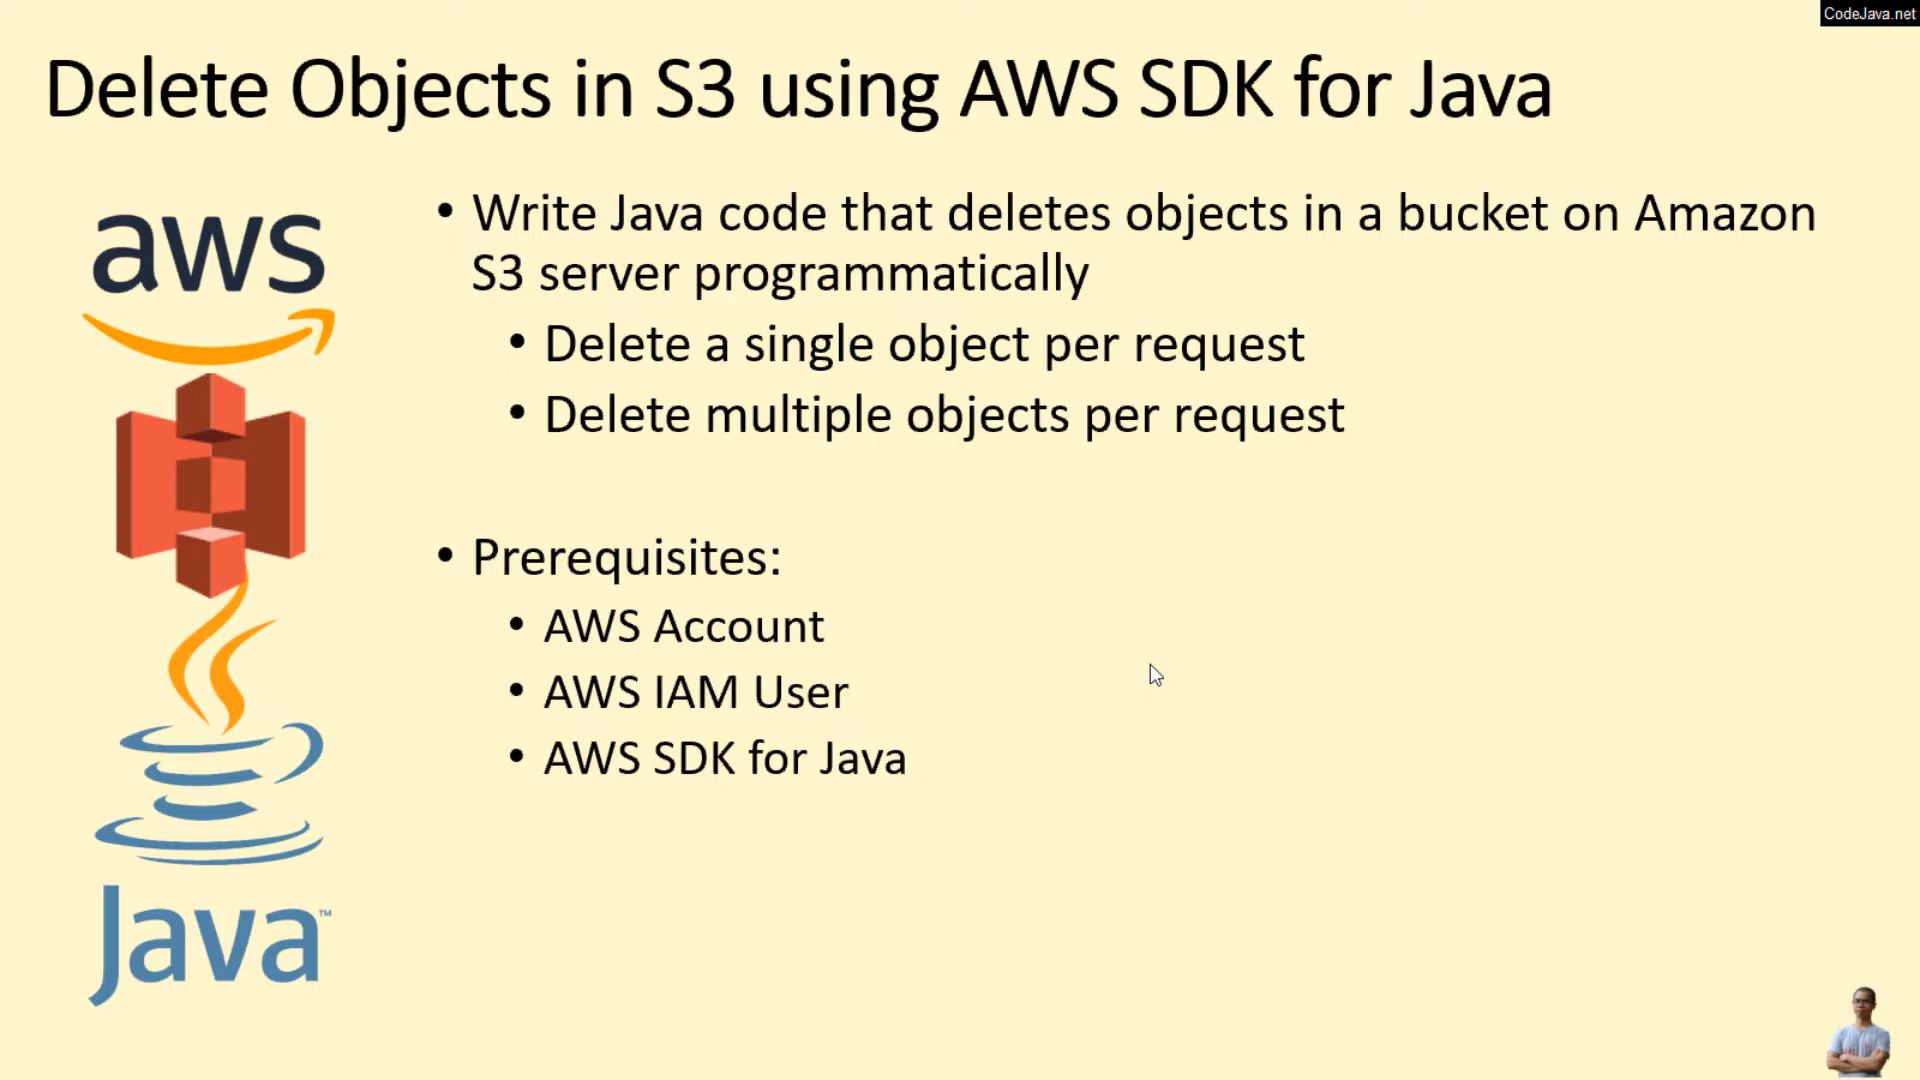 CodeJava.net
Delete Objects in S3 using AWS SDK for Java
aws
• Write Java code that deletes objects in a bucket on Amazon
S3 server programmatically
• Delete a single object per request
• Delete multiple objects per request
• Prerequisites:
• AWS Account
• AWS IAM User
• AWS SDK for Java
Java™